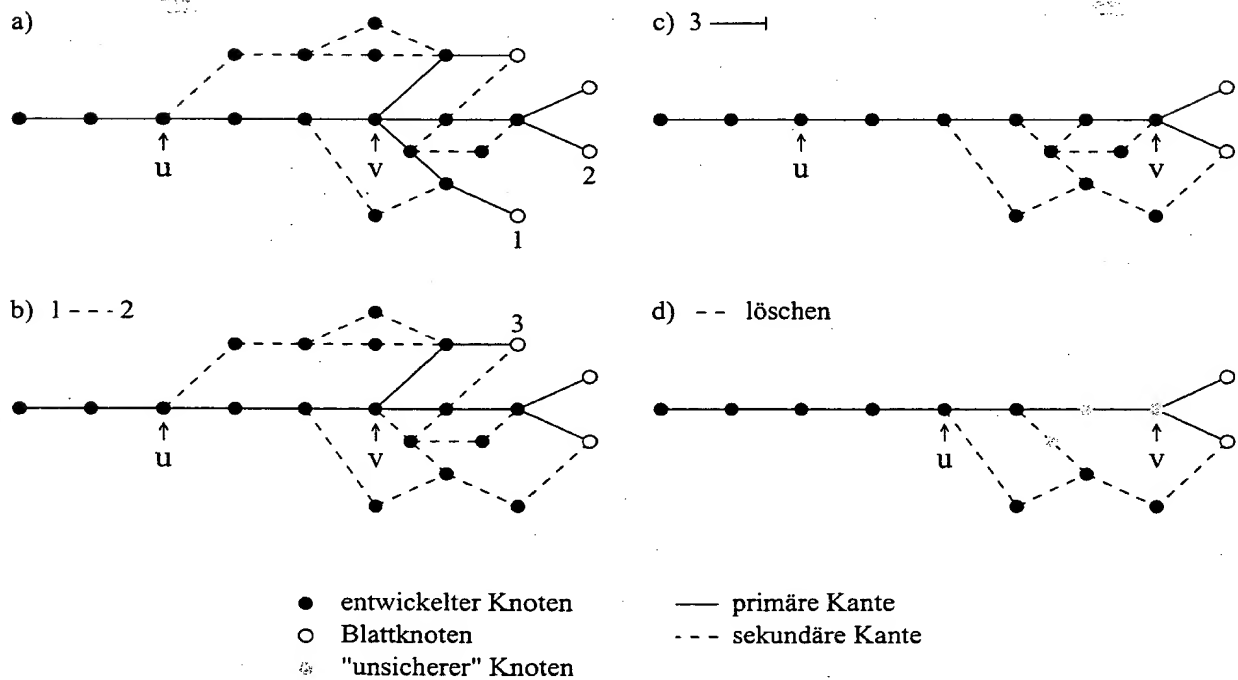 a)
u
v
2
1
b) 1 --- 2
3
u
v
c) 3
u
v
d) -- löschen
u
v
entwickelter Knoten
Blattknoten
"unsicherer" Knoten
primäre Kante
sekundäre Kante